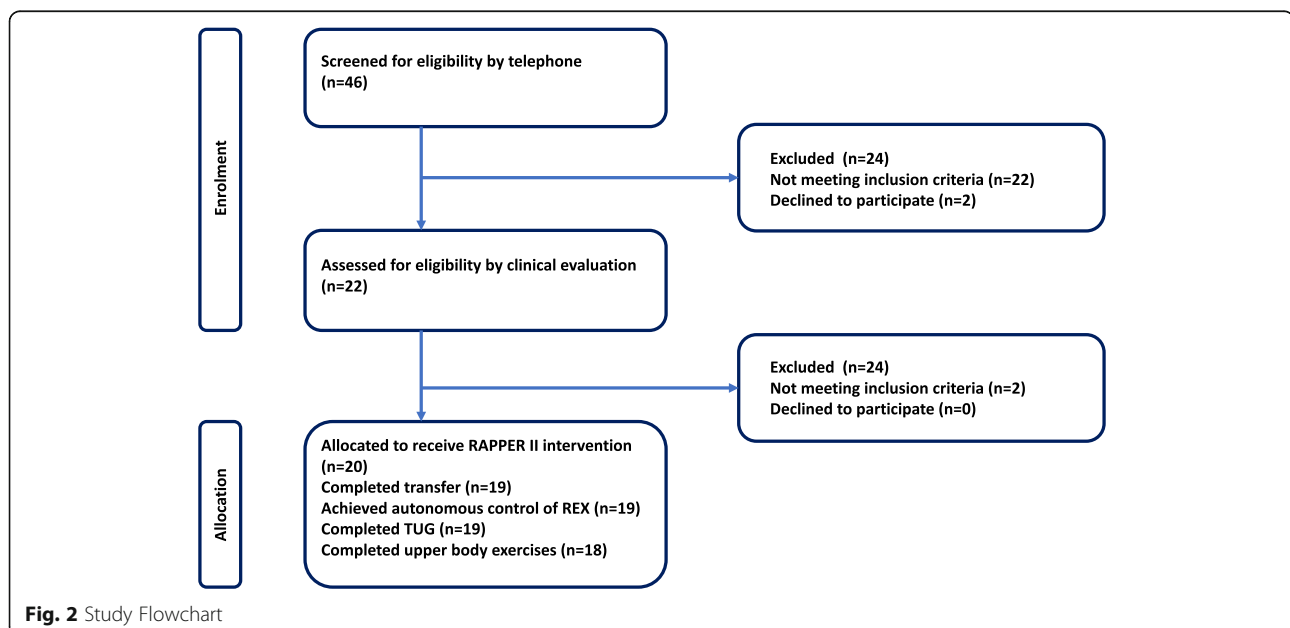 Enrolment
Screened for eligibility by telephone
(n=46)
Excluded (n=24)
Not meeting inclusion criteria (n=22)
Declined to participate (n=2)
Assessed for eligibility by clinical evaluation
(n=22)
Excluded (n=24)
Not meeting inclusion criteria (n=2)
Declined to participate (n=0)
Allocation
Allocated to receive RAPPER II intervention
(n=20)
Completed transfer (n=19)
Achieved autonomous control of REX (n=19)
Completed TUG (n=19)
Completed upper body exercises (n=18)
Fig. 2 Study Flowchart